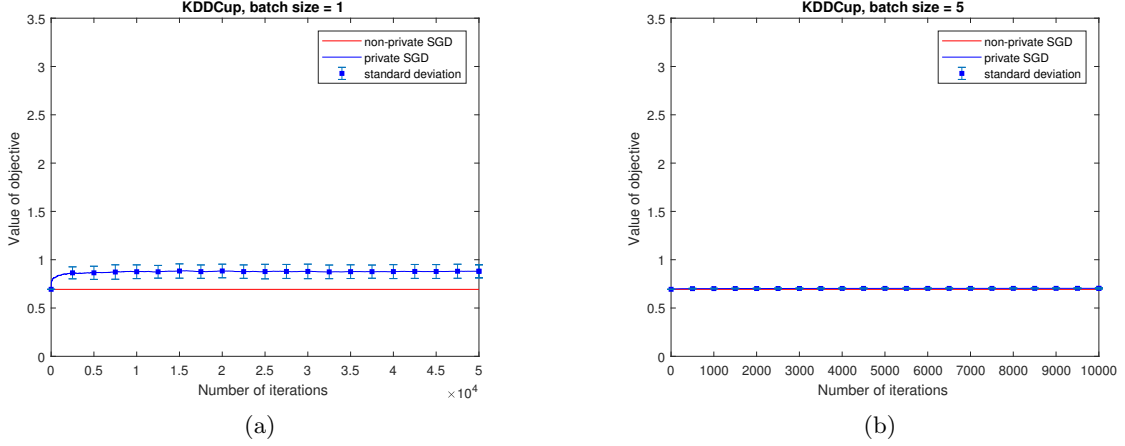 KDDCup, batch size = 1
3.5
3
2.5
2
1.5
1
0.5
0
Value of objective
non-private SGD
private SGD
standard deviation
0 0.5 1 1.5 2 2.5 3 3.5 4 4.5 5
Number of iterations
×10^4
(a)
KDDCup, batch size = 5
3.5
3
2.5
2
1.5
1
0.5
0
Value of objective
non-private SGD
private SGD
standard deviation
0 1000 2000 3000 4000 5000 6000 7000 8000 9000 10000
Number of iterations
(b)